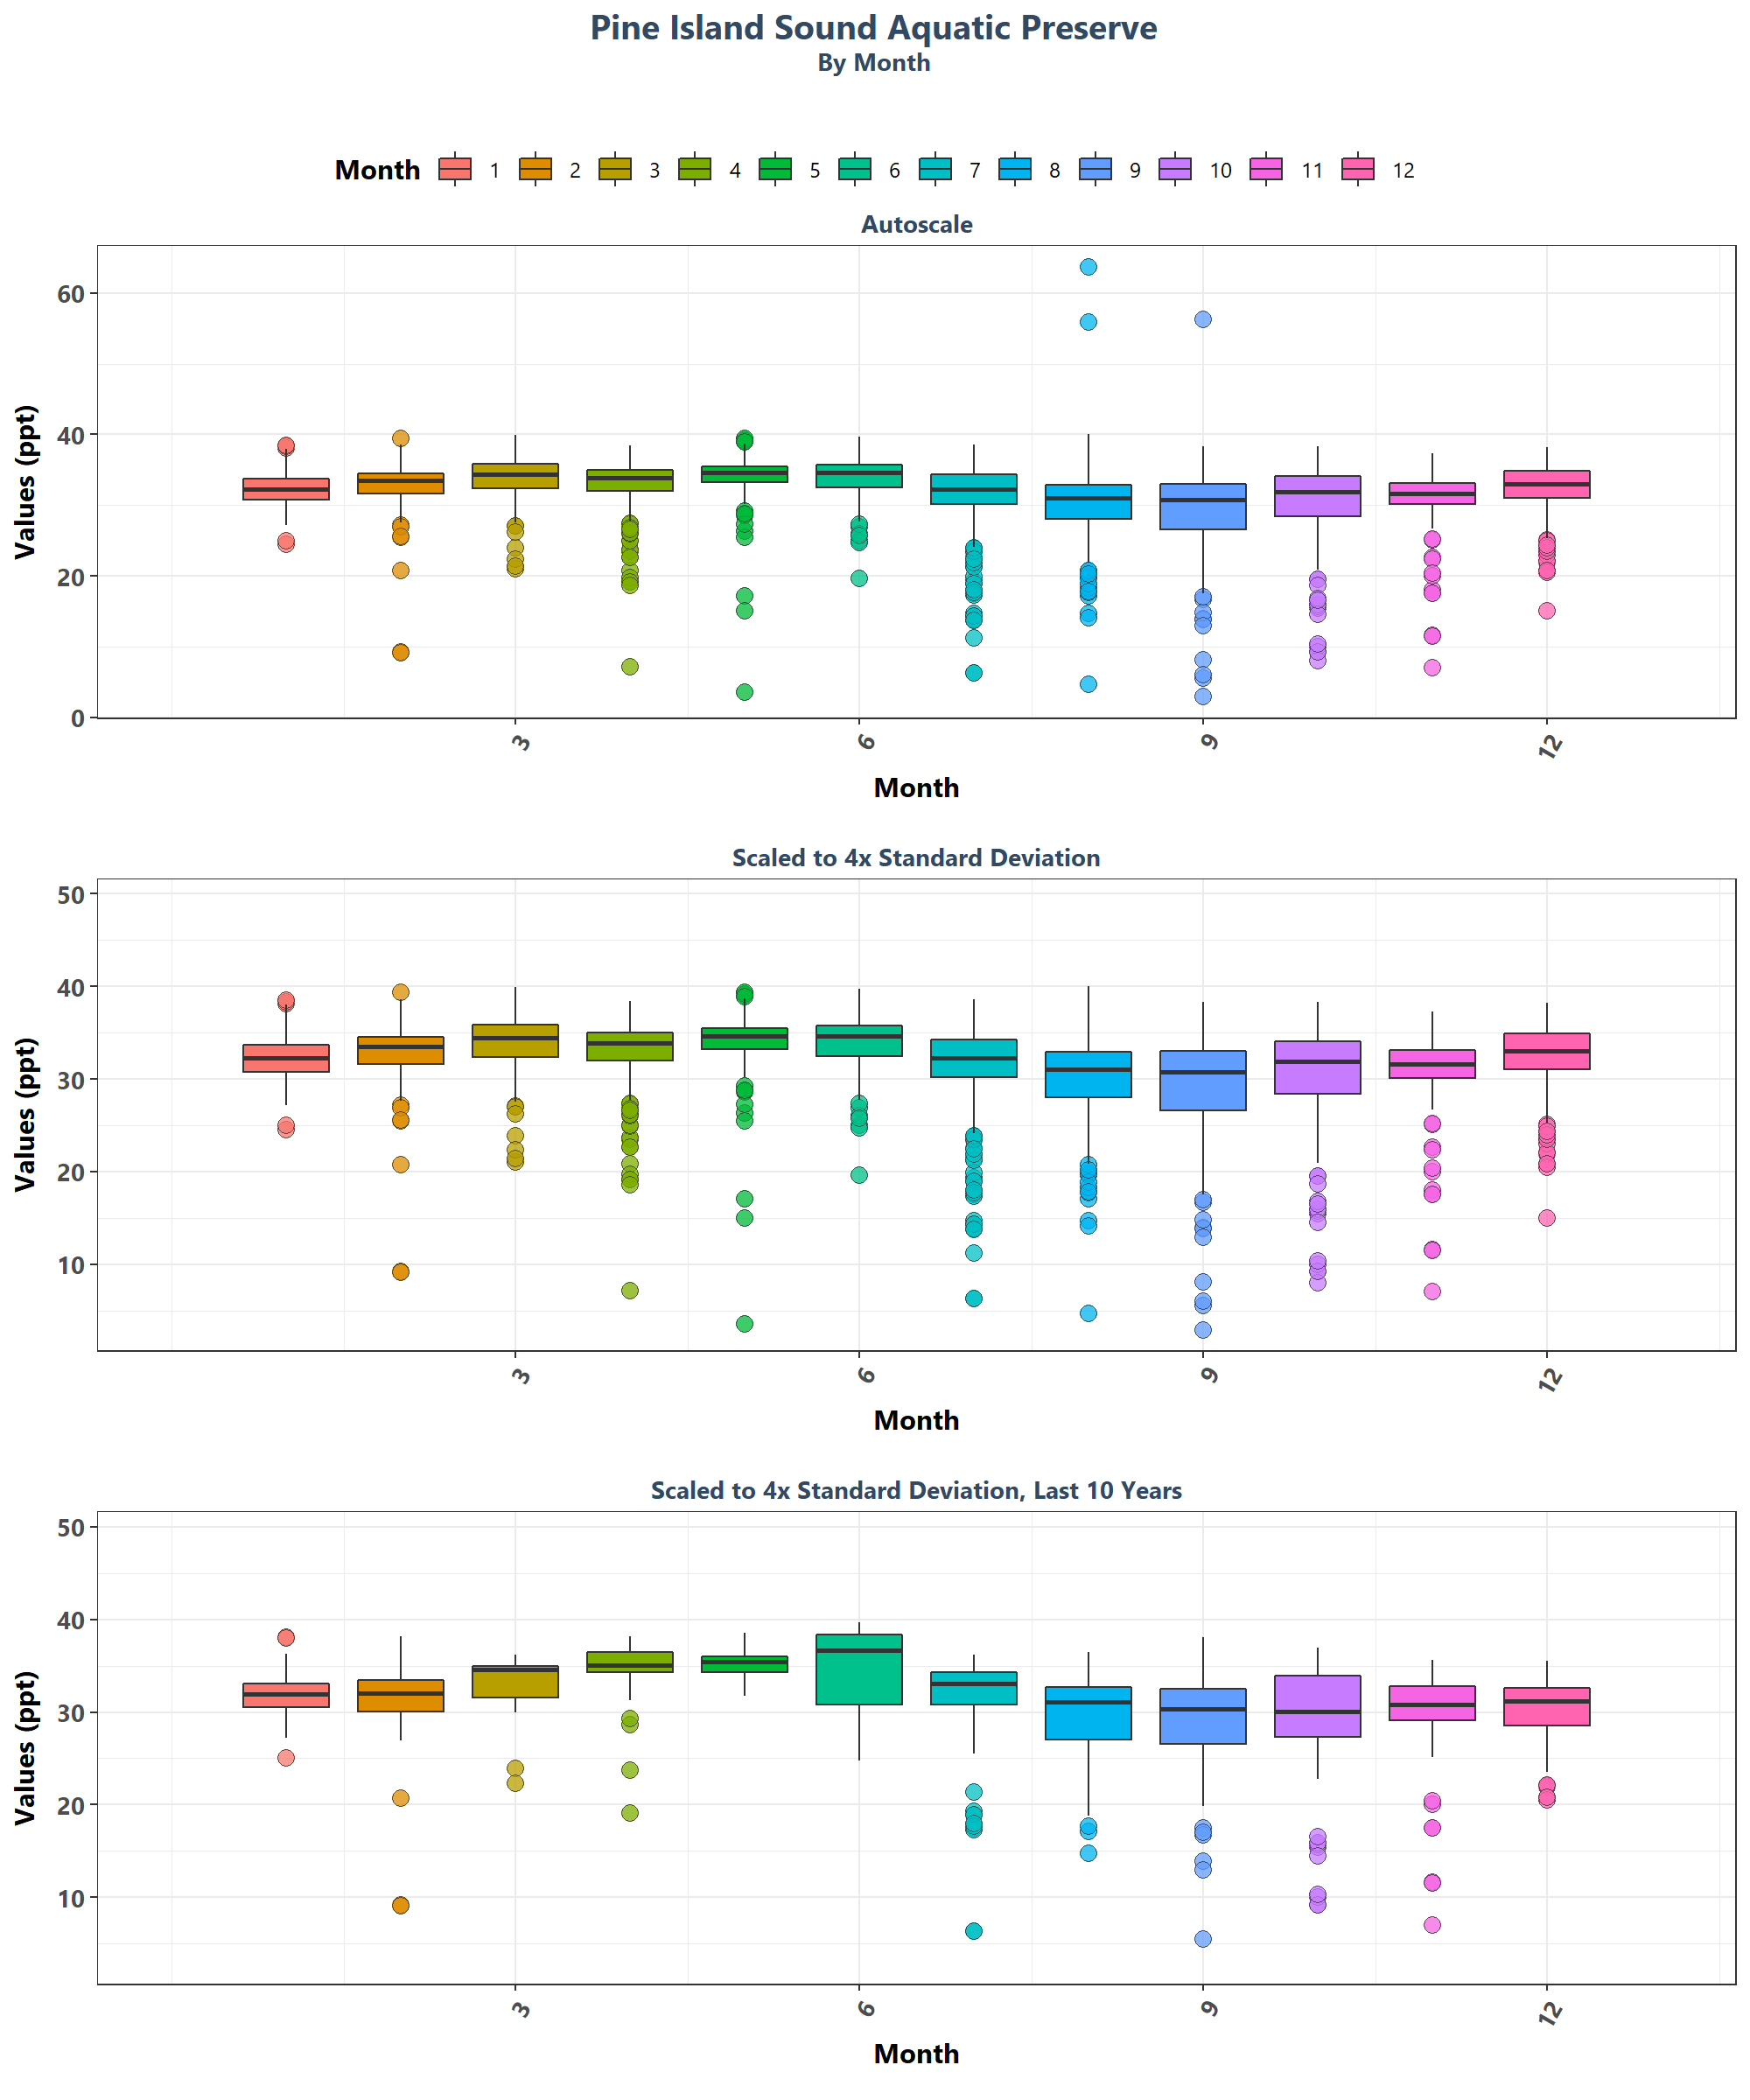 Pine Island Sound Aquatic Preserve
By Month
Month 1 2 3 4 5 6 7 8 9 10 11 12
Autoscale
Values (ppt)
60
40
20
0
3 6 9 12
Month
Scaled to 4x Standard Deviation
Values (ppt)
50
40
30
20
10
3 6 9 12
Month
Scaled to 4x Standard Deviation, Last 10 Years
Values (ppt)
50
40
30
20
10
3 6 9 12
Month